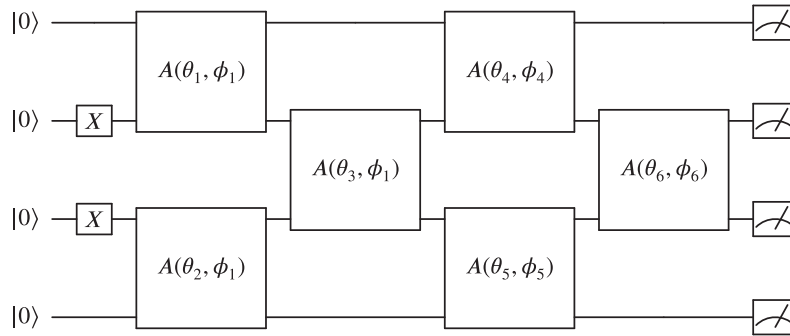 |0⟩ A(θ₁, ϕ₁) A(θ₄, ϕ₄)
|0⟩ X A(θ₃, ϕ₁) A(θ₆, ϕ₆)
|0⟩ X A(θ₂, ϕ₁) A(θ₅, ϕ₅)
|0⟩